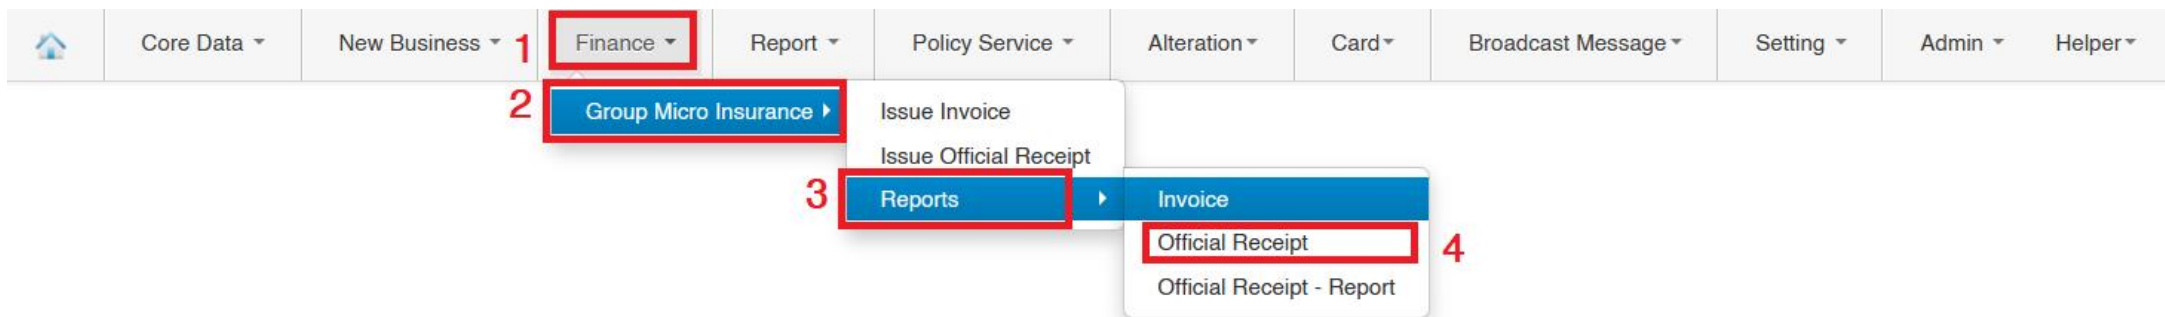 Core Data
New Business
1
Finance
Report
Policy Service
Alteration
Card
Broadcast Message
Setting
Admin
Helper
2
Group Micro Insurance
Issue Invoice
Issue Official Receipt
3
Reports
Invoice
Official Receipt
4
Official Receipt - Report